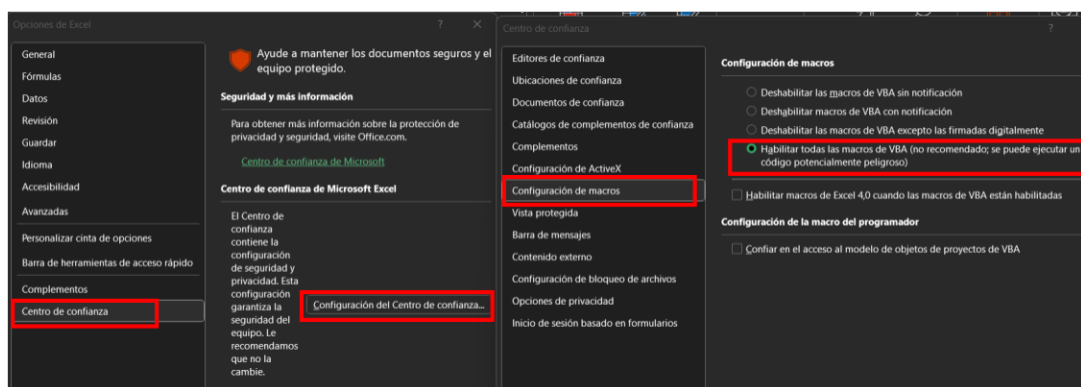 Opciones de Excel
?
×
General
Fórmulas
Datos
Revisión
Guardar
Idioma
Accesibilidad
Avanzadas
Personalizar cinta de opciones
Barra de herramientas de acceso rápido
Complementos
Centro de confianza
Ayude a mantener los documentos seguros y el
equipo protegido.
Seguridad y más información
Para obtener más información sobre la protección de
privacidad y seguridad, visite Office.com.
Centro de confianza de Microsoft
Centro de confianza de Microsoft Excel
El Centro de
confianza
contiene la
configuración
de seguridad y
privacidad. Esta
configuración
garantiza la
seguridad del
equipo. Le
recomendamos
que no la
cambie.
Configuración del Centro de confianza...
Centro de confianza
?
Editores de confianza
Ubicaciones de confianza
Documentos de confianza
Catálogos de complementos de confianza
Complementos
Configuración de ActiveX
Configuración de macros
Vista protegida
Barra de mensajes
Contenido externo
Configuración de bloqueo de archivos
Opciones de privacidad
Inicio de sesión basado en formularios
Configuración de macros
Deshabilitar las macros de VBA sin notificación
Deshabilitar macros de VBA con notificación
Deshabilitar las macros de VBA excepto las firmadas digitalmente
Habilitar todas las macros de VBA (no recomendado; se puede ejecutar un
código potencialmente peligroso)
Habilitar macros de Excel 4,0 cuando las macros de VBA están habilitadas
Configuración de la macro del programador
Confiar en el acceso al modelo de objetos de proyectos de VBA